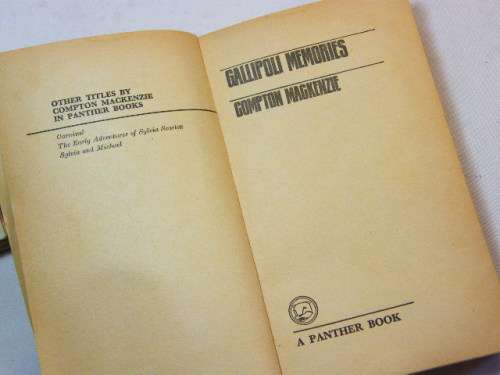 OTHER TITLES BY
COMPTON MACKENZIE
IN PANTHER BOOKS
Carnival
The Early Adventures of Sylvia Scarlett
Sylvia and Michael
GALLIPOLI MEMORIES
COMPTON MACKENZIE
A PANTHER BOOK